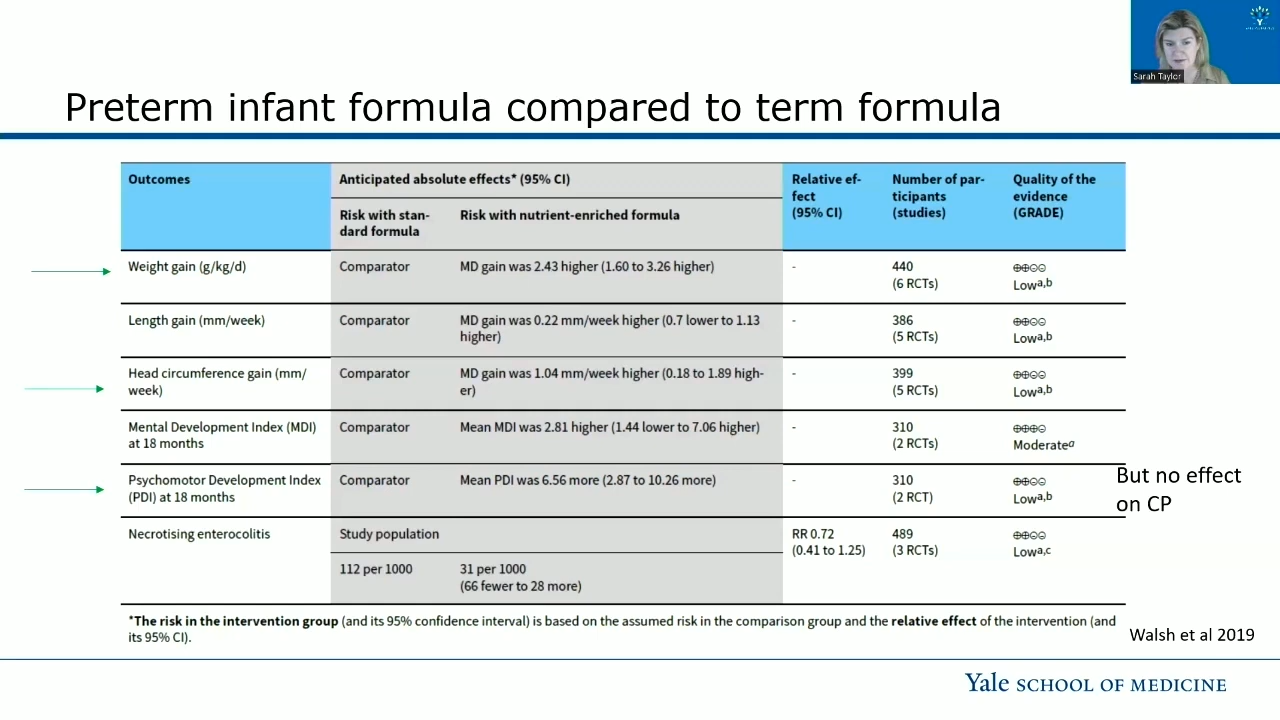 Sarah Taylor
Preterm infant formula compared to term formula
Outcomes
Anticipated absolute effects* (95% CI)
Relative ef-
fect
(95% CI)
Number of par-
ticipants
(studies)
Quality of the
evidence
(GRADE)
Risk with stan-
dard formula
Risk with nutrient-enriched formula
Weight gain (g/kg/d)
Comparator
MD gain was 2.43 higher (1.60 to 3.26 higher)
-
440
(6 RCTs)
⊕⊕⊝⊝
Lowa,b
Length gain (mm/week)
Comparator
MD gain was 0.22 mm/week higher (0.7 lower to 1.13
higher)
-
386
(5 RCTs)
⊕⊕⊝⊝
Lowa,b
Head circumference gain (mm/
week)
Comparator
MD gain was 1.04 mm/week higher (0.18 to 1.89 high-
er)
-
399
(5 RCTs)
⊕⊕⊝⊝
Lowa,b
Mental Development Index (MDI)
at 18 months
Comparator
Mean MDI was 2.81 higher (1.44 lower to 7.06 higher)
-
310
(2 RCTs)
⊕⊕⊕⊝
Moderatea
Psychomotor Development Index
(PDI) at 18 months
Comparator
Mean PDI was 6.56 more (2.87 to 10.26 more)
-
310
(2 RCT)
⊕⊕⊝⊝
Lowa,b
But no effect
on CP
Necrotising enterocolitis
Study population
RR 0.72
(0.41 to 1.25)
489
(3 RCTs)
⊕⊕⊝⊝
Lowa,c
112 per 1000
31 per 1000
(66 fewer to 28 more)
*The risk in the intervention group (and its 95% confidence interval) is based on the assumed risk in the comparison group and the relative effect of the intervention (and
its 95% CI).
Walsh et al 2019
Yale SCHOOL OF MEDICINE